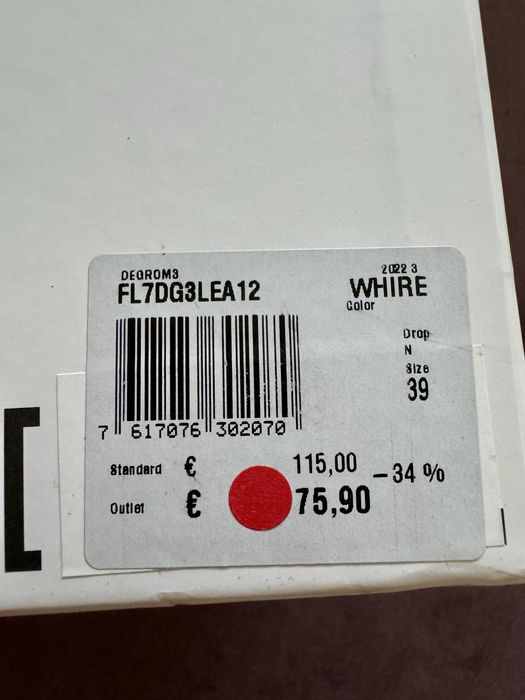 DEGROM3
FL7DG3LEA12
2022 3
WHIRE
Color
Drop
N
Size
39
7 617076 302070
Standard € 115,00
-34 %
Outlet € 75,90